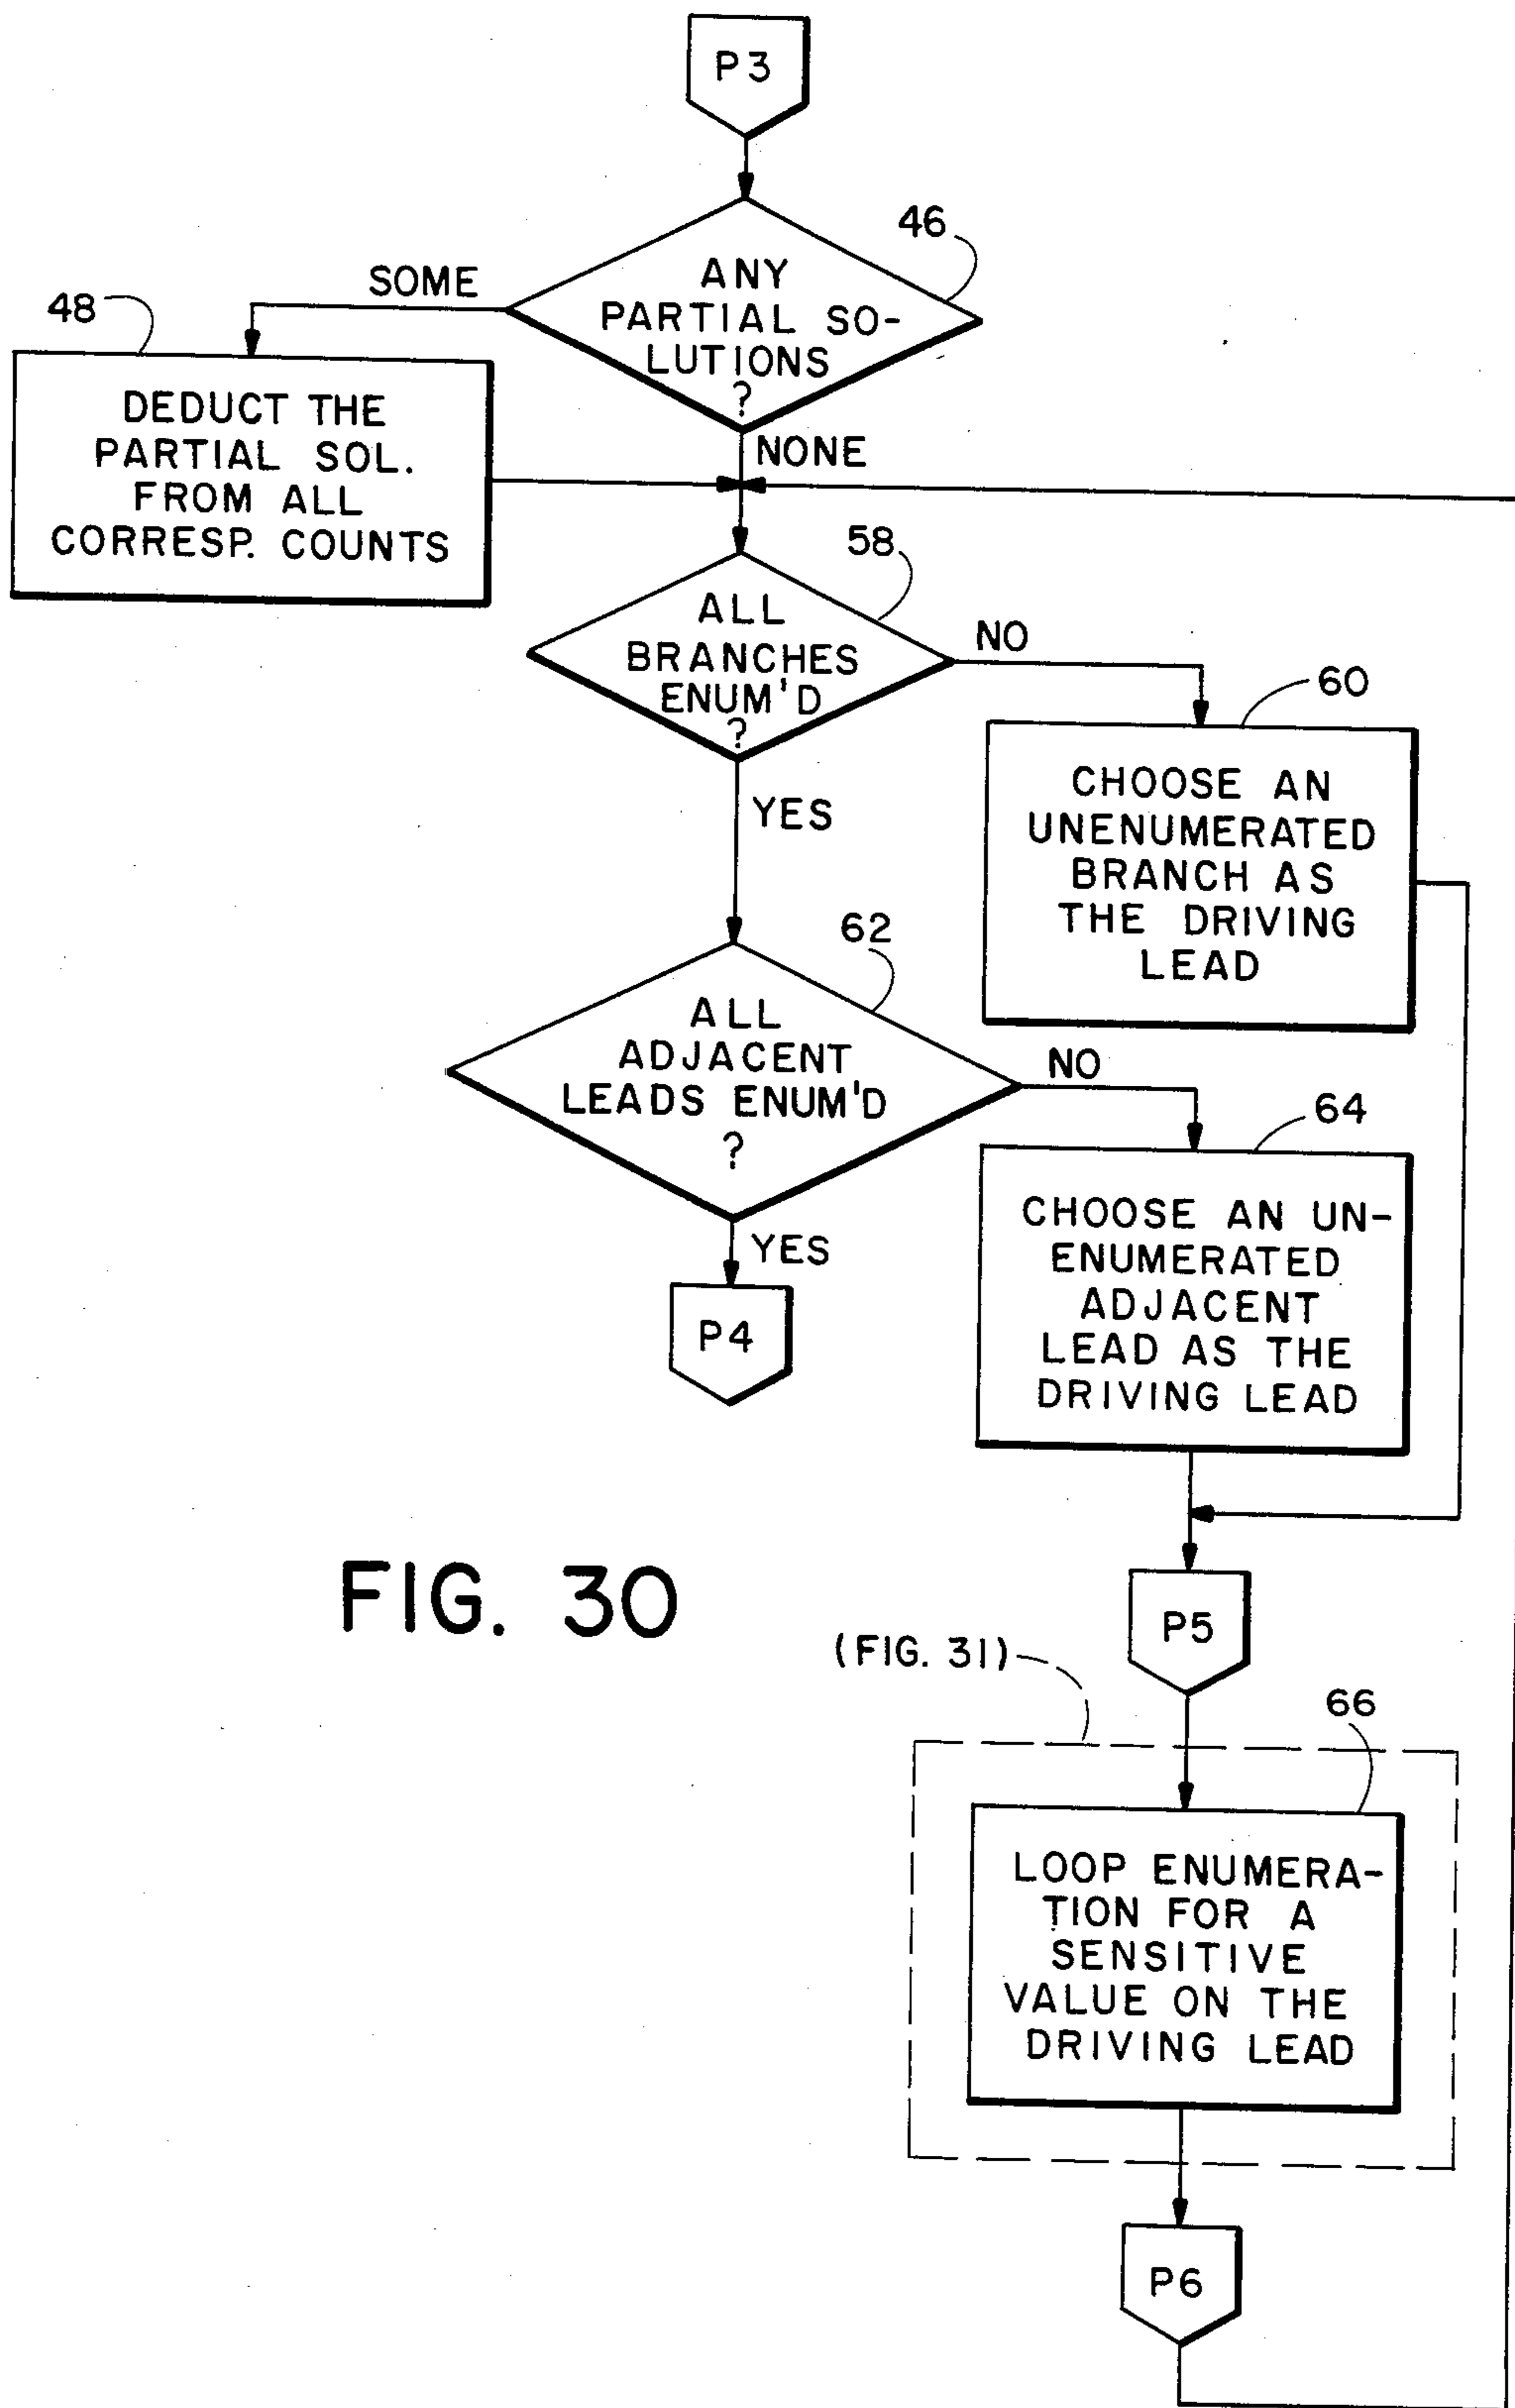 P3
46
ANY
PARTIAL SO-
LUTIONS
?
SOME
48
DEDUCT THE
PARTIAL SOL.
FROM ALL
CORRESP. COUNTS
NONE
58
ALL
BRANCHES
ENUM'D
?
NO
60
CHOOSE AN
UNENUMERATED
BRANCH AS
THE DRIVING
LEAD
YES
62
ALL
ADJACENT
LEADS ENUM'D
?
NO
64
CHOOSE AN UN-
ENUMERATED
ADJACENT
LEAD AS THE
DRIVING LEAD
YES
P4
FIG. 30
P5
(FIG. 31)
66
LOOP ENUMERA-
TION FOR A
SENSITIVE
VALUE ON THE
DRIVING LEAD
P6